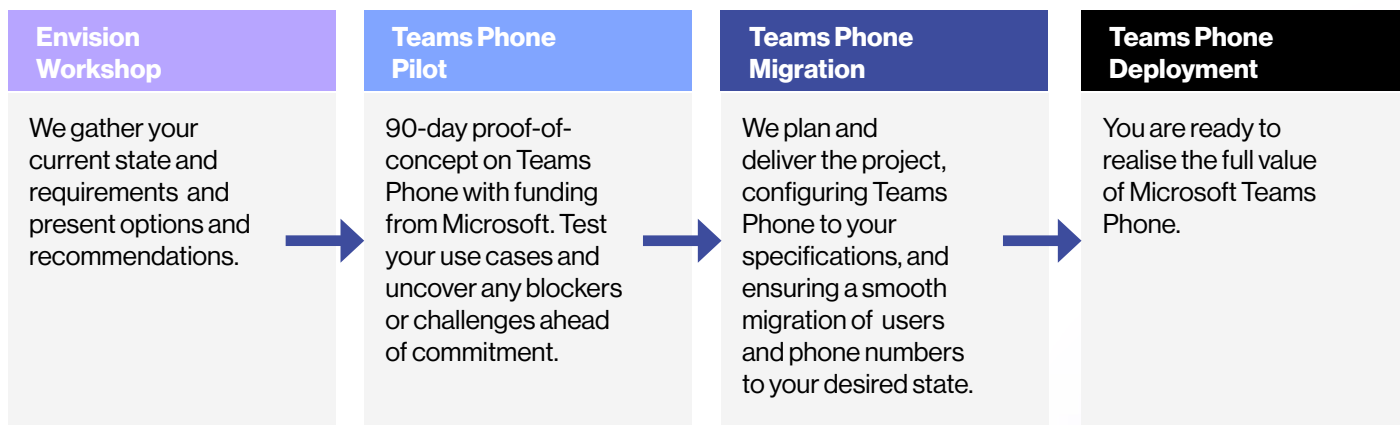 Envision
Workshop
We gather your
current state and
requirements and
present options and
recommendations.
Teams Phone
Pilot
90-day proof-of-
concept on Teams
Phone with funding
from Microsoft. Test
your use cases and
uncover any blockers
or challenges ahead
of commitment.
Teams Phone
Migration
We plan and
deliver the project,
configuring Teams
Phone to your
specifications, and
ensuring a smooth
migration of users
and phone numbers
to your desired state.
Teams Phone
Deployment
You are ready to
realise the full value
of Microsoft Teams
Phone.